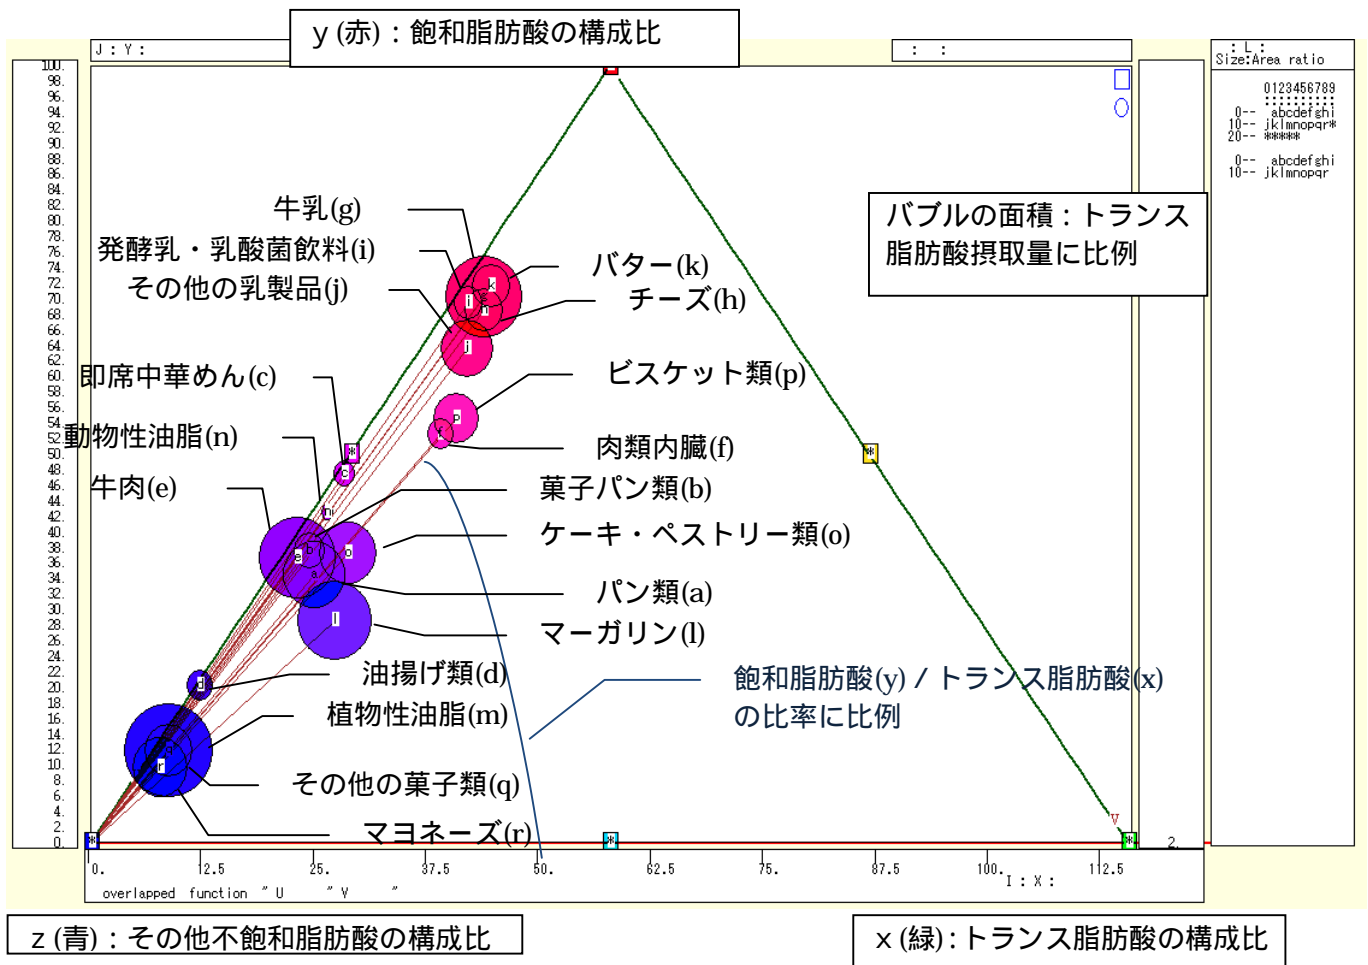 y (赤)：飽和脂肪酸の構成比
J : Y :
: :
: L :
Size:Area ratio
0123456789
::::::::::
0-- abcdefghi
10-- jklmnopqr*
20-- *****
0-- abcdefghi
10-- jklmnopqr
100.
98.
96.
94.
92.
90.
88.
86.
84.
82.
80.
78.
76.
74.
72.
70.
68.
66.
64.
62.
60.
58.
56.
54.
52.
50.
48.
46.
44.
42.
40.
38.
36.
34.
32.
30.
28.
26.
24.
22.
20.
18.
16.
14.
12.
10.
8.
6.
4.
2.
0.
バブルの面積：トランス
脂肪酸摂取量に比例
牛乳(g)
発酵乳・乳酸菌飲料(i)
その他の乳製品(j)
バター(k)
チーズ(h)
即席中華めん(c)
ビスケット類(p)
動物性油脂(n)
肉類内臓(f)
牛肉(e)
菓子パン類(b)
ケーキ・ペストリー類(o)
パン類(a)
マーガリン(l)
油揚げ類(d)
飽和脂肪酸(y) / トランス脂肪酸(x)
の比率に比例
植物性油脂(m)
その他の菓子類(q)
マヨネーズ(r)
k
i
h
j
p
f
*
*
c
n
e
b
o
a
l
d
q
r
V
*
*
*
2.
0.
12.5
25.
37.5
50.
62.5
75.
87.5
100.
112.5
I : X :
overlapped function " U " V "
z (青)：その他不飽和脂肪酸の構成比
x (緑)：トランス脂肪酸の構成比